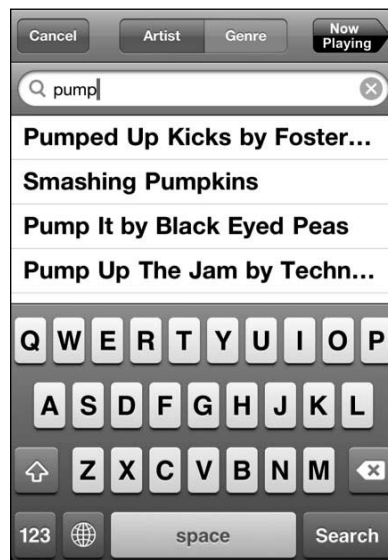 Cancel Artist Genre Now
Playing
pump
Pumped Up Kicks by Foster...
Smashing Pumpkins
Pump It by Black Eyed Peas
Pump Up The Jam by Techn...
Q W E R T Y U I O P
A S D F G H J K L
Z X C V B N M
123 space Search